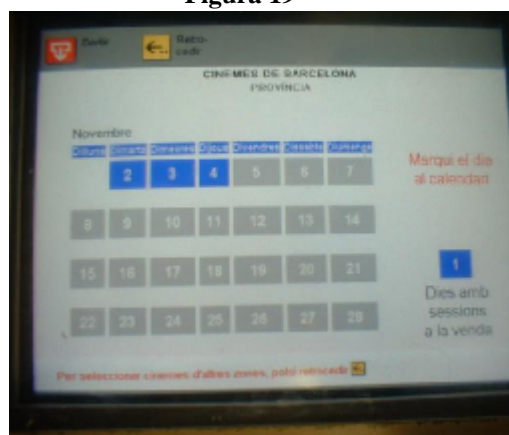 Figura 19
Retro-
cedir
CINEMES DE BARCELONA
PROVÍNCIA
Novembre
Dilluns Dimarts Dimecres Dijous Divendres Dissabte Diumenge
2 3 4 5 6 7
8 9 10 11 12 13 14
15 16 17 18 19 20 21
22 23 24 25 26 27 28
Marqui el dia
al calendari
1
Dies amb
sessions
a la venda
Per seleccionar cinemes d'altres zones, polsi retrocedir